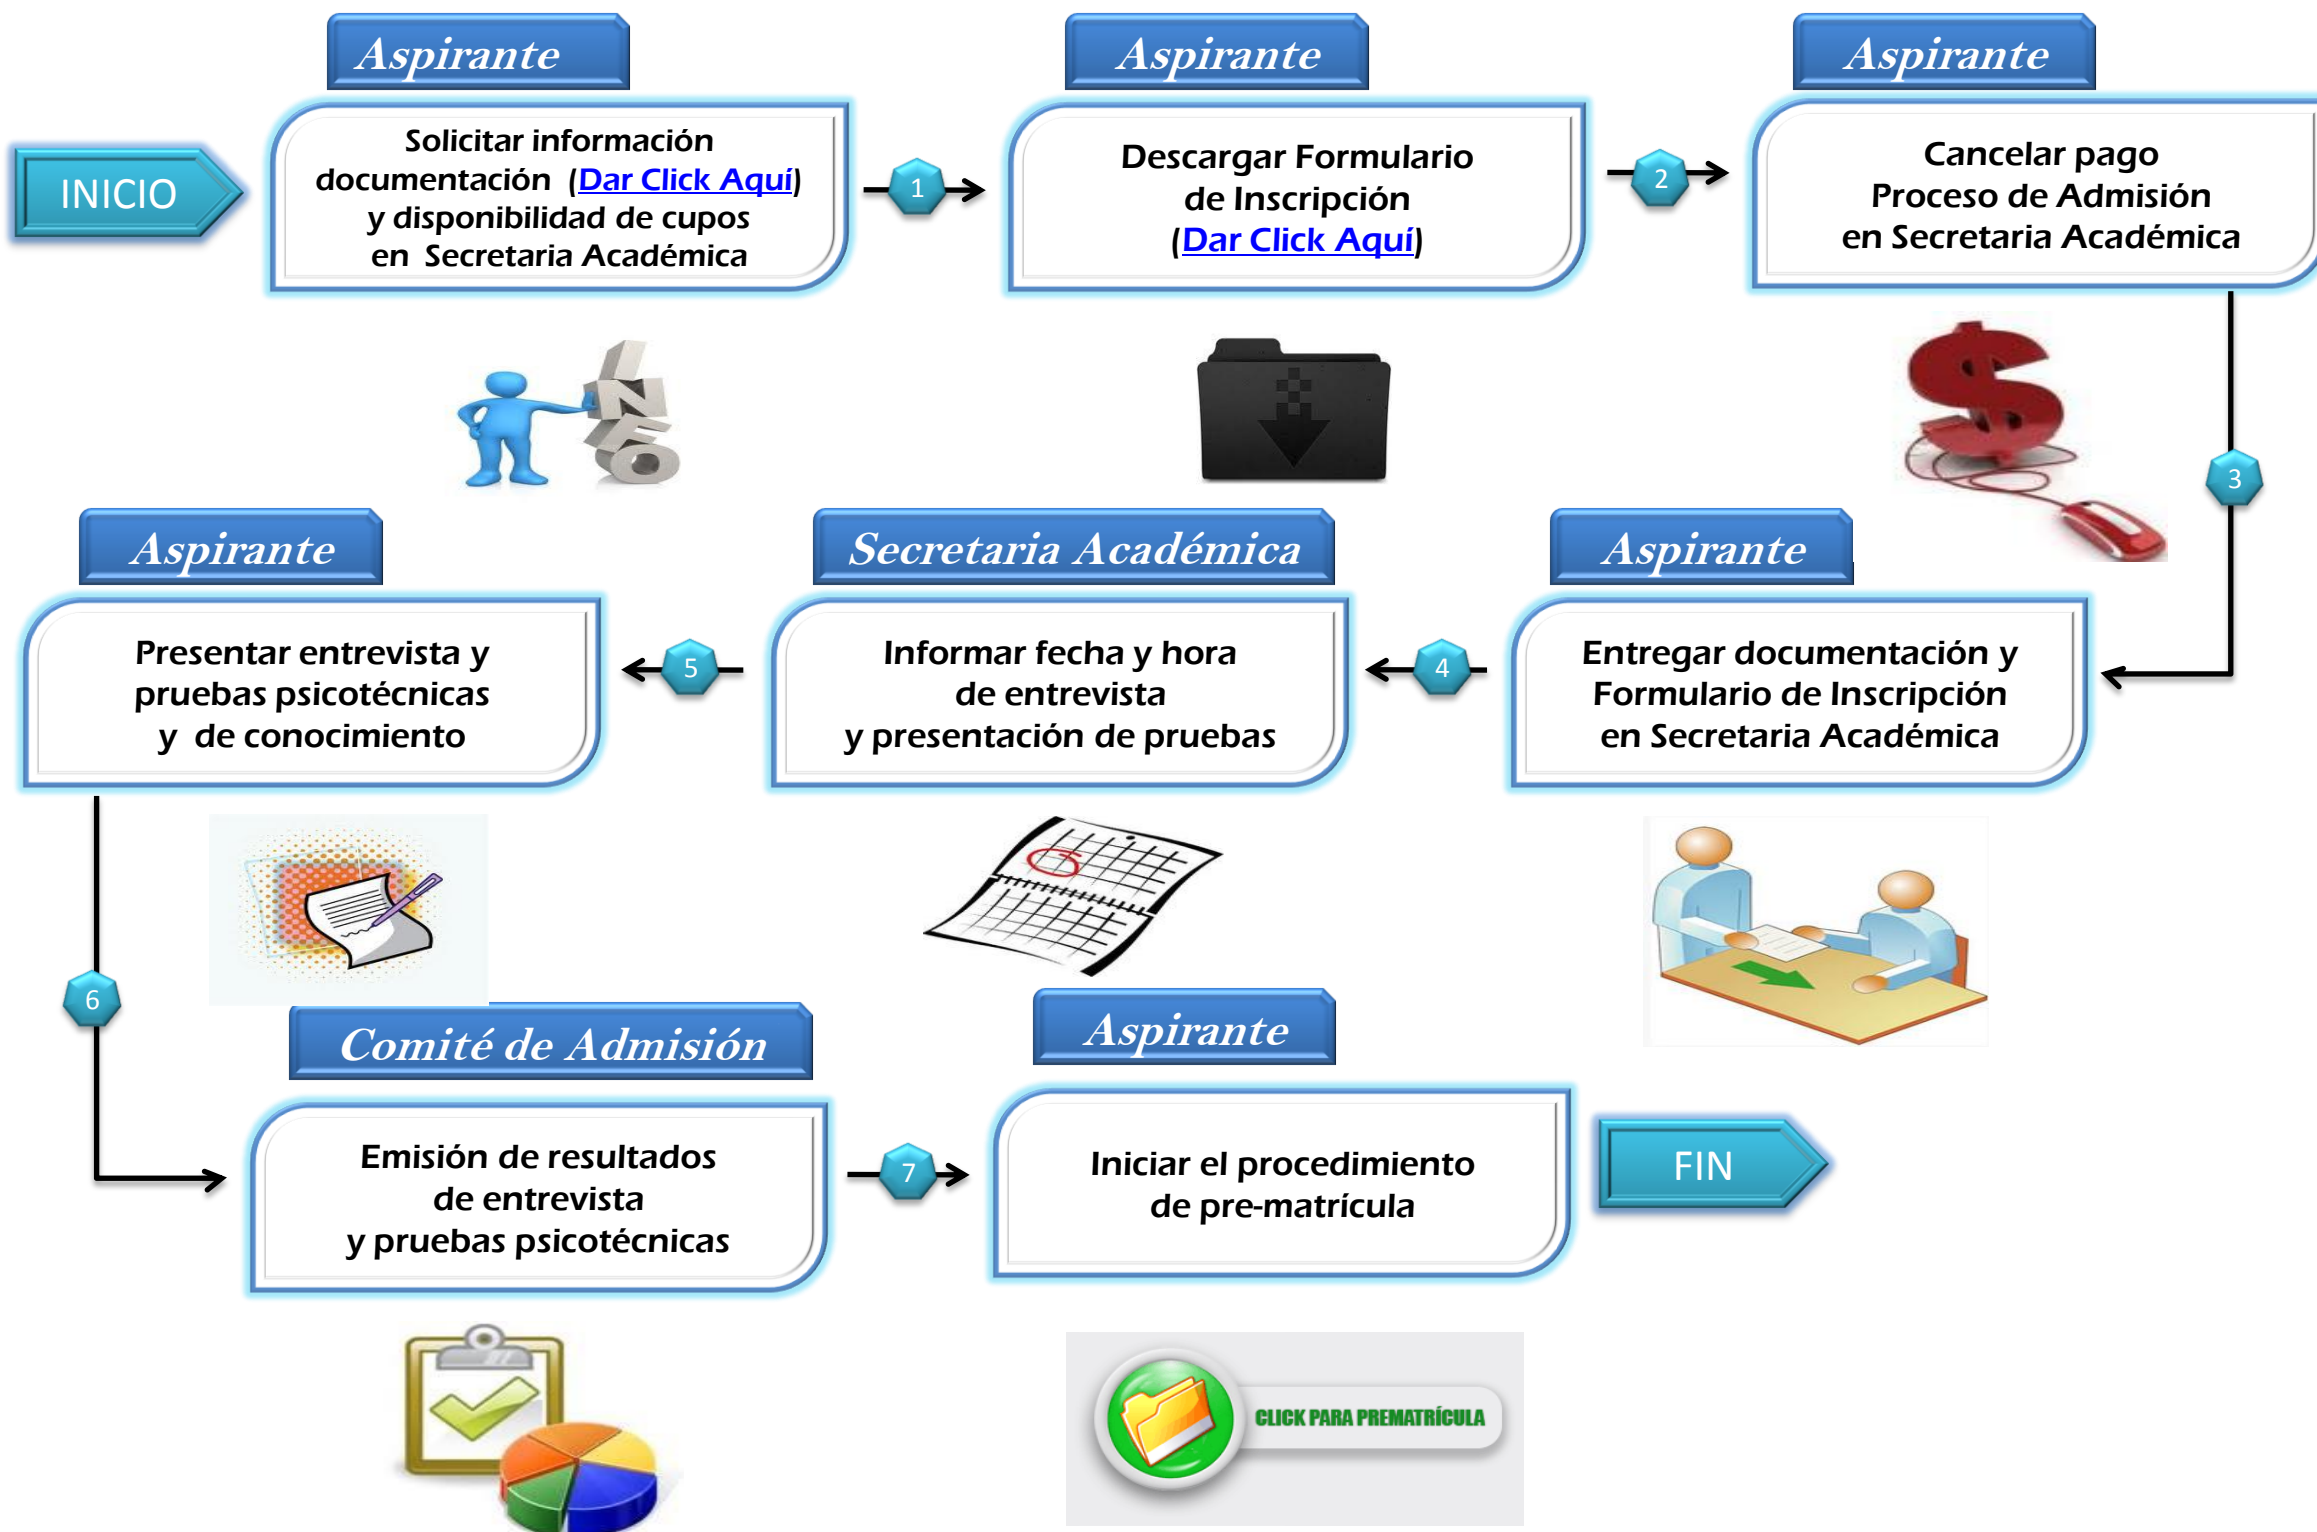 Aspirante
INICIO
Solicitar información
documentación (Dar Click Aquí)
y disponibilidad de cupos
en Secretaria Académica
1
Aspirante
Descargar Formulario
de Inscripción
(Dar Click Aquí)
2
Aspirante
Cancelar pago
Proceso de Admisión
en Secretaria Académica
INFO
$
3
Aspirante
Entregar documentación y
Formulario de Inscripción
en Secretaria Académica
4
Secretaria Académica
Informar fecha y hora
de entrevista
y presentación de pruebas
5
Aspirante
Presentar entrevista y
pruebas psicotécnicas
y de conocimiento
6
Comité de Admisión
Emisión de resultados
de entrevista
y pruebas psicotécnicas
7
Aspirante
Iniciar el procedimiento
de pre-matrícula
FIN
CLICK PARA PREMATRÍCULA